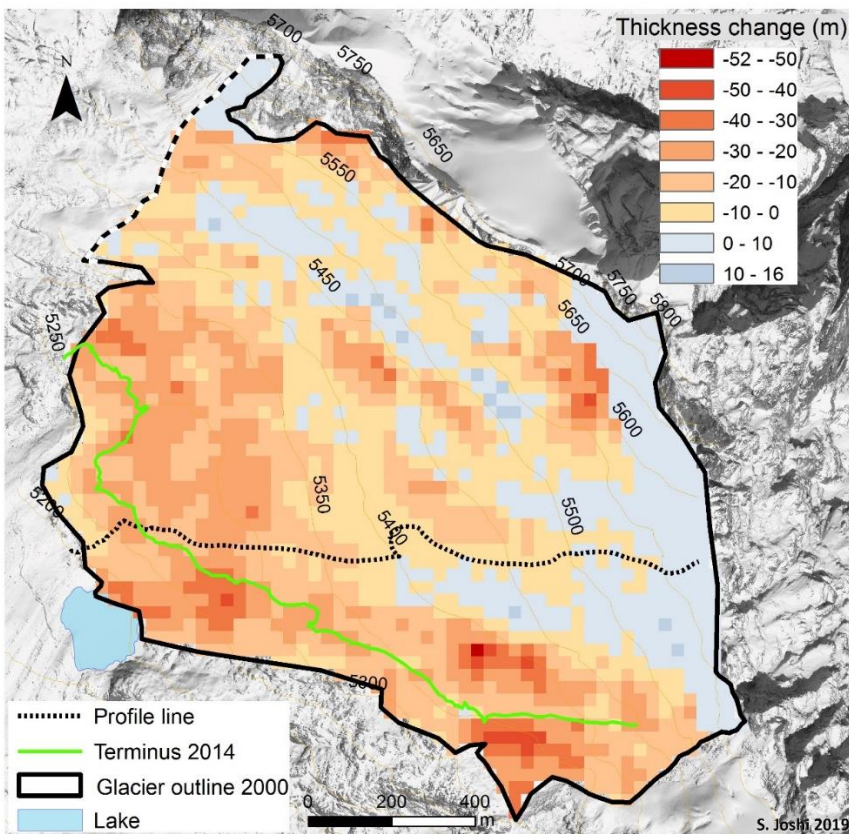 N
Thickness change (m)
-52 - -50
-50 - -40
-40 - -30
-30 - -20
-20 - -10
-10 - 0
0 - 10
10 - 16
5700
5750
5650
5550
5450
5700
5750
5800
5650
5600
5250
5200
5350
5400
5500
5300
Profile line
Terminus 2014
Glacier outline 2000
Lake
0 200 400
m
S. Joshi 2019